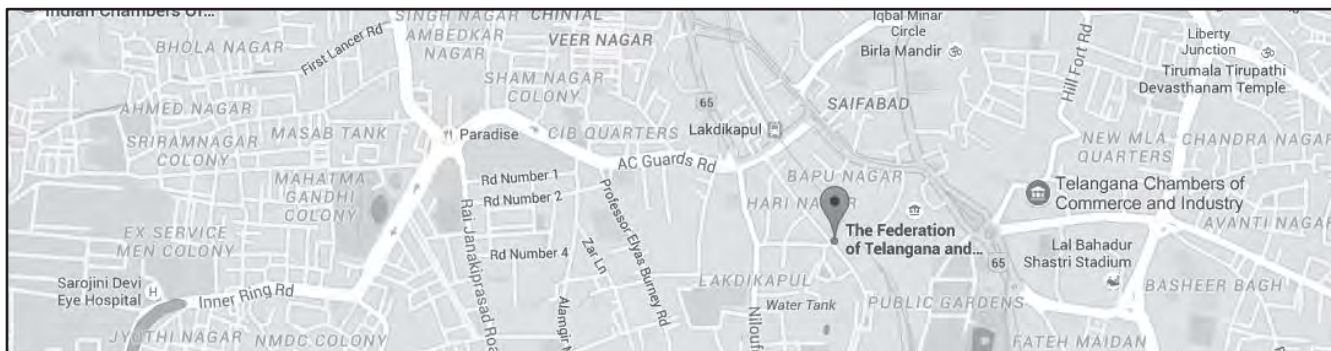 Indian Chambers Of...
SINGH NAGAR
CHINTAL
AMBEDKAR
NAGAR
VEER NAGAR
Iqbal Minar
Circle
Birla Mandir
Hill Fort Rd
Liberty
Junction
Tirumala Tirupathi
Devasthanam Temple
BHOLA NAGAR
First Lancer Rd
SHAM NAGAR
COLONY
65
SAIFABAD
AHMED NAGAR
SRIRAMNAGAR
COLONY
MASAB TANK
Paradise
CIB QUARTERS
Lakdikapul
NEW MLA
QUARTERS
CHANDRA NAGAR
AC Guards Rd
BAPU NAGAR
MAHATMA
GANDHI
COLONY
Rd Number 1
Rd Number 2
HARI NAGAR
Telangana Chambers of
Commerce and Industry
AVANTI NAGAR
EX SERVICE
MEN COLONY
Raj Janakiprasad Road
Rd Number 4
Zar Ln
Professor Elyas Burney Rd
The Federation
of Telangana and...
65
Lal Bahadur
Shastri Stadium
Sarojini Devi
Eye Hospital
H
Inner Ring Rd
LAKDIKAPUL
Water Tank
PUBLIC GARDENS
BASHEER BAGH
JYOTHI NAGAR
NMDC COLONY
FATEH MAIDAN